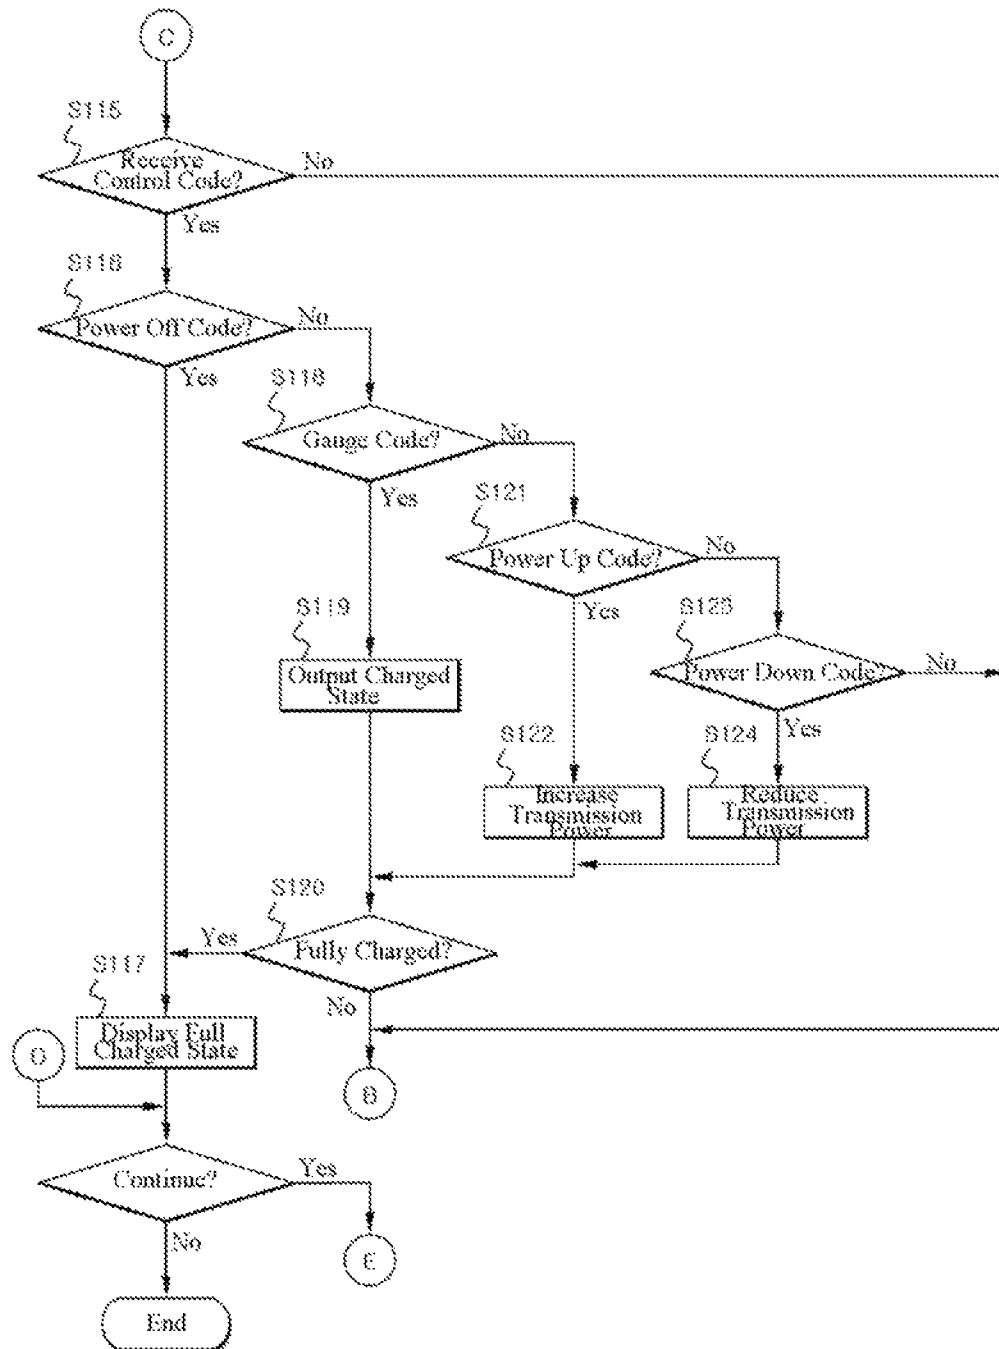 C
S115
Receive
Control Code?
No
Yes
S116
Power Off Code?
No
Yes
S118
Gauge Code?
No
Yes
S121
Power Up Code?
No
Yes
S119
S123
Output Charged
State
Power Down Code?
No
Yes
S122
S124
Increase
Transmission
Power
Reduce
Transmission
Power
S120
Yes
Fully Charged?
No
S117
Display Full
Charged State
D
B
Continue?
Yes
No
E
End